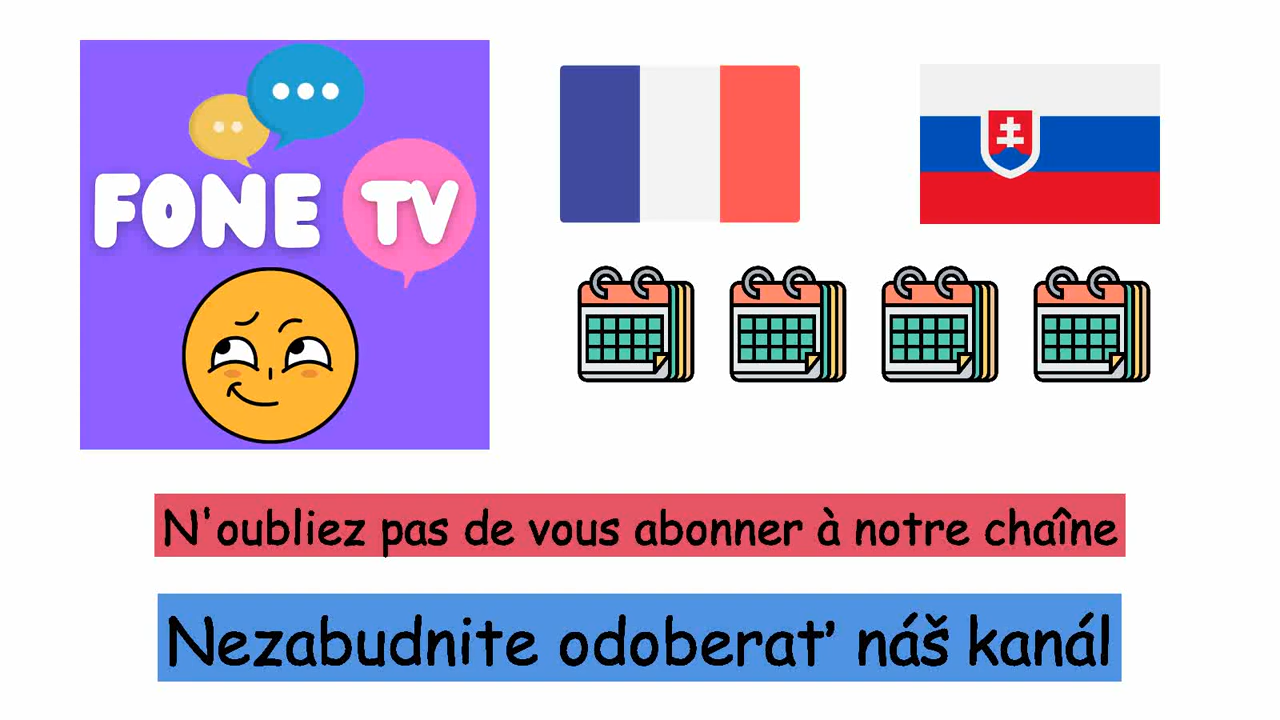 FONE TV
N'oubliez pas de vous abonner à notre chaîne
Nezabudnite odoberať náš kanál